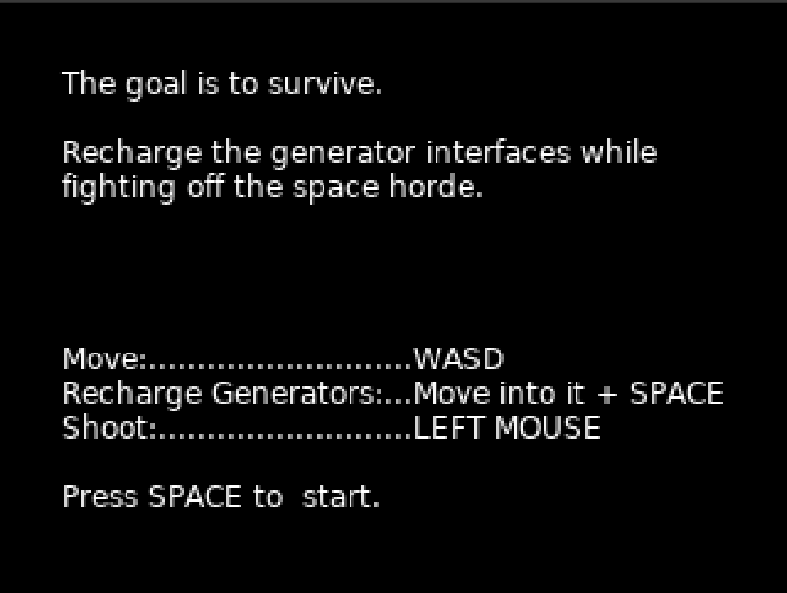 The goal is to survive.
Recharge the generator interfaces while
fighting off the space horde.
Move:...........................WASD
Recharge Generators:...Move into it + SPACE
Shoot:..........................LEFT MOUSE
Press SPACE to  start.